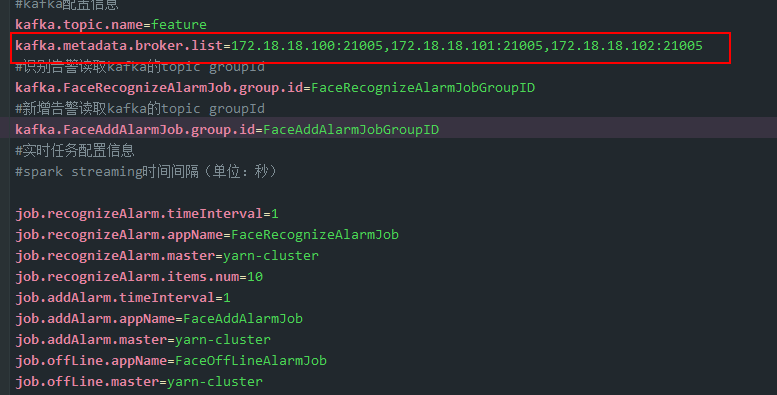 #kafka配置信息
kafka.topic.name=feature
kafka.metadata.broker.list=172.18.18.100:21005,172.18.18.101:21005,172.18.18.102:21005
#识别告警读取kafka的topic groupId
kafka.FaceRecognizeAlarmJob.group.id=FaceRecognizeAlarmJobGroupID
#新增告警读取kafka的topic groupId
kafka.FaceAddAlarmJob.group.id=FaceAddAlarmJobGroupID
#实时任务配置信息
#spark streaming时间间隔（单位：秒）
job.recognizeAlarm.timeInterval=1
job.recognizeAlarm.appName=FaceRecognizeAlarmJob
job.recognizeAlarm.master=yarn-cluster
job.recognizeAlarm.items.num=10
job.addAlarm.timeInterval=1
job.addAlarm.appName=FaceAddAlarmJob
job.addAlarm.master=yarn-cluster
job.offLine.appName=FaceOffLineAlarmJob
job.offLine.master=yarn-cluster